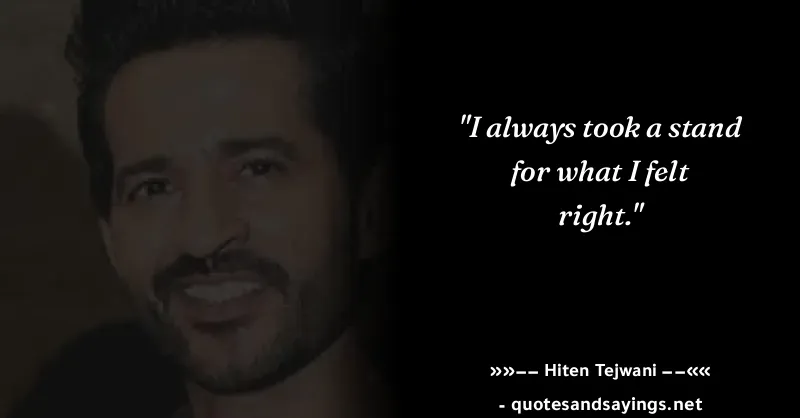 "I always took a stand
for what I felt
right."
»»–– Hiten Tejwani ––««
- quotesandsayings.net